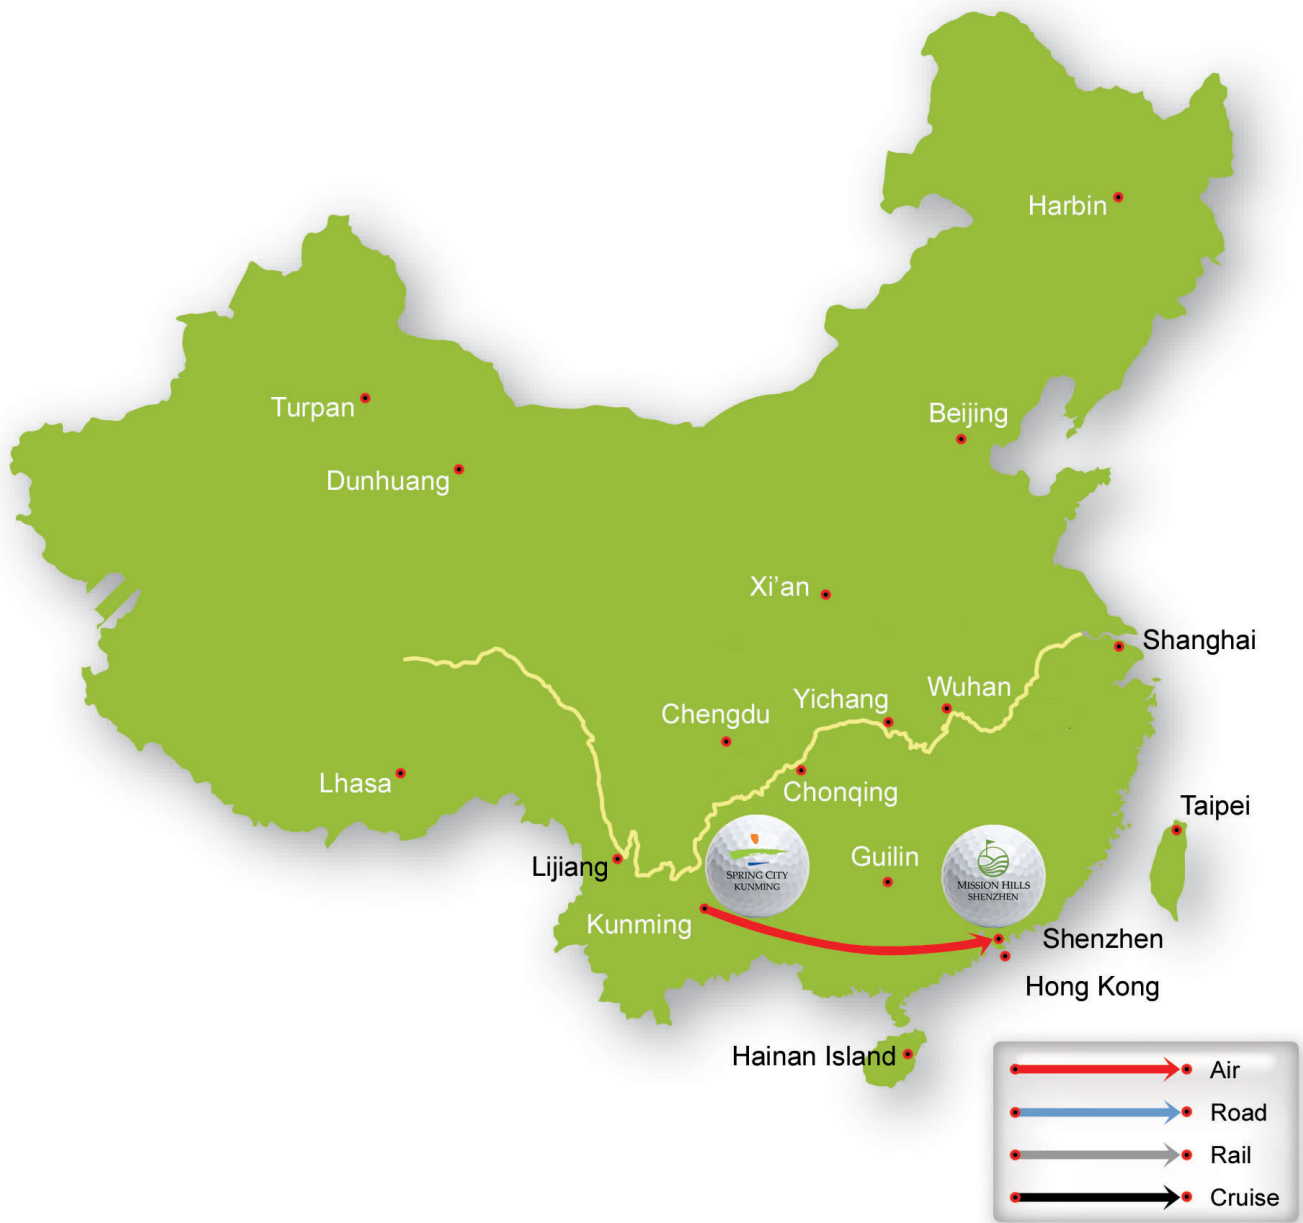 Harbin
Turpan
Beijing
Dunhuang
Xi’an
Shanghai
Wuhan
Yichang
Chengdu
Lhasa
Chonqing
Taipei
Lijiang
SPRING CITY
KUNMING
Guilin
MISSION HILLS
SHENZHEN
Kunming
Shenzhen
Hong Kong
Hainan Island
Air
Road
Rail
Cruise